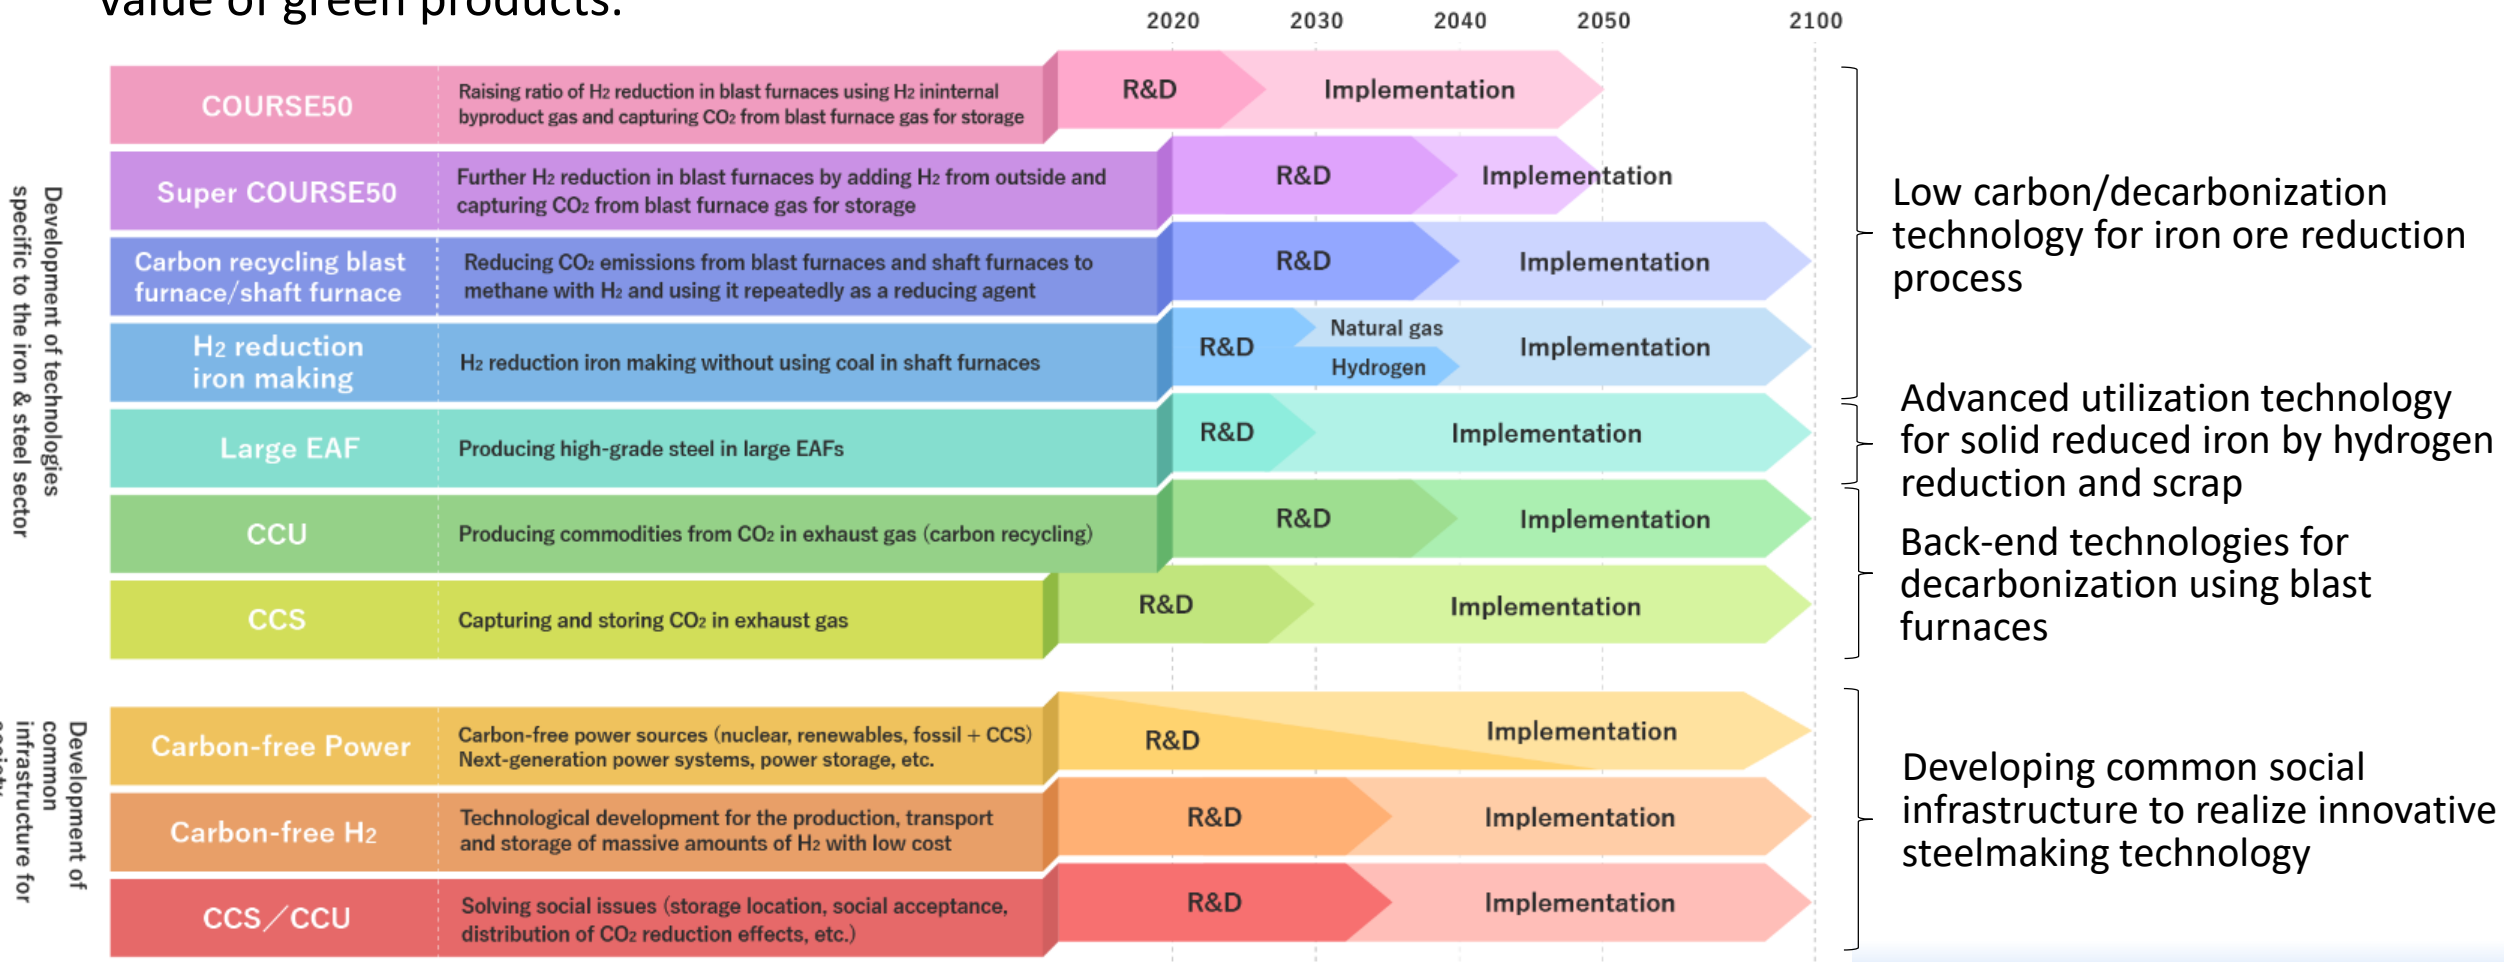 value of green products.
2020 2030 2040 2050 2100
Development of technologies
specific to the iron & steel sector
COURSE50
Raising ratio of H2 reduction in blast furnaces using H2 ininternal
byproduct gas and capturing CO2 from blast furnace gas for storage
R&D
Implementation
Super COURSE50
Further H2 reduction in blast furnaces by adding H2 from outside and
capturing CO2 from blast furnace gas for storage
R&D
Implementation
Carbon recycling blast
furnace/shaft furnace
Reducing CO2 emissions from blast furnaces and shaft furnaces to
methane with H2 and using it repeatedly as a reducing agent
R&D
Implementation
H2 reduction
iron making
H2 reduction iron making without using coal in shaft furnaces
R&D
Natural gas
Hydrogen
Implementation
Low carbon/decarbonization
technology for iron ore reduction
process
Large EAF
Producing high-grade steel in large EAFs
R&D
Implementation
Advanced utilization technology
for solid reduced iron by hydrogen
reduction and scrap
CCU
Producing commodities from CO2 in exhaust gas (carbon recycling)
R&D
Implementation
CCS
Capturing and storing CO2 in exhaust gas
R&D
Implementation
Back-end technologies for
decarbonization using blast
furnaces
Development of
common
infrastructure for
Carbon-free Power
Carbon-free power sources (nuclear, renewables, fossil + CCS)
Next-generation power systems, power storage, etc.
R&D
Implementation
Carbon-free H2
Technological development for the production, transport
and storage of massive amounts of H2 with low cost
R&D
Implementation
CCS／CCU
Solving social issues (storage location, social acceptance,
distribution of CO2 reduction effects, etc.)
R&D
Implementation
Developing common social
infrastructure to realize innovative
steelmaking technology